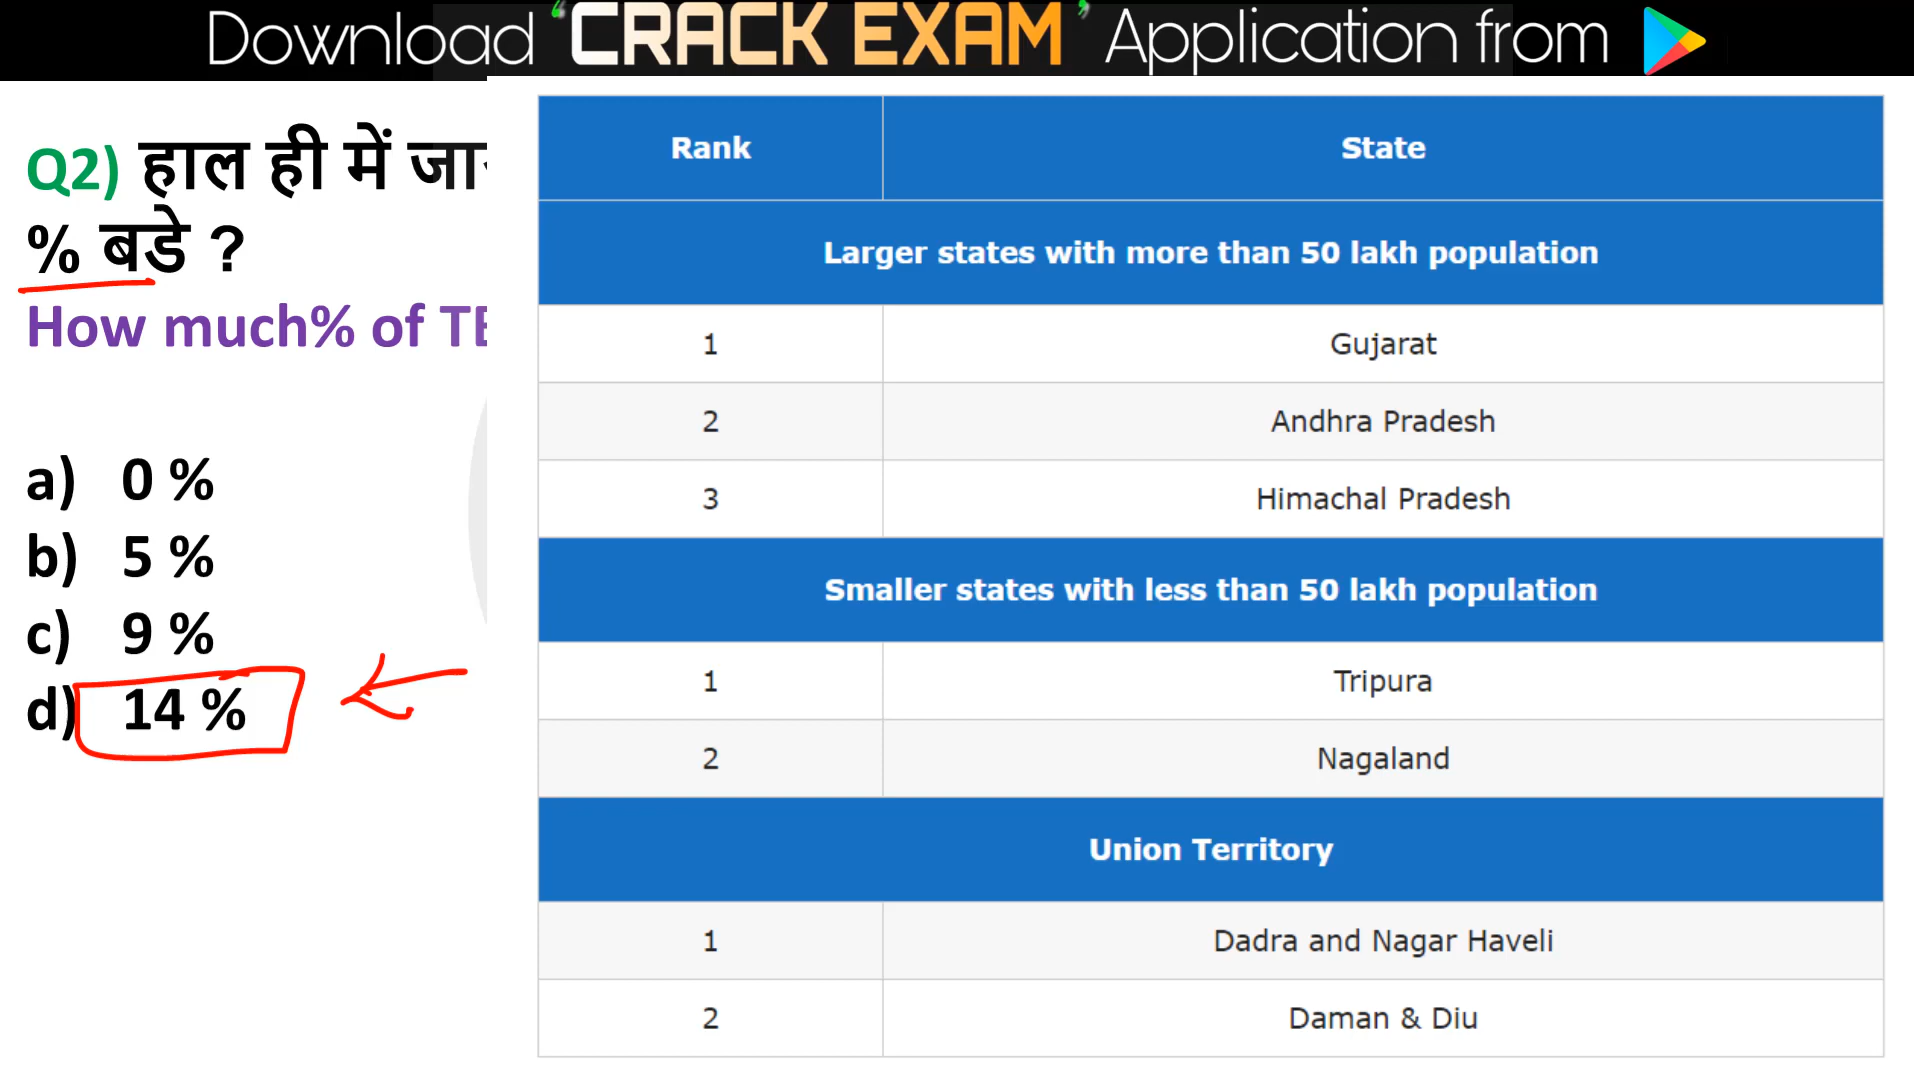 Download ‘CRACK EXAM’ Application from
Q2) हाल ही में
% बडे ?
How much% of
a) 0 %
b) 5 %
c) 9 %
d) 14 %
Rank State
Larger states with more than 50 lakh population
1 Gujarat
2 Andhra Pradesh
3 Himachal Pradesh
Smaller states with less than 50 lakh population
1 Tripura
2 Nagaland
Union Territory
1 Dadra and Nagar Haveli
2 Daman & Diu